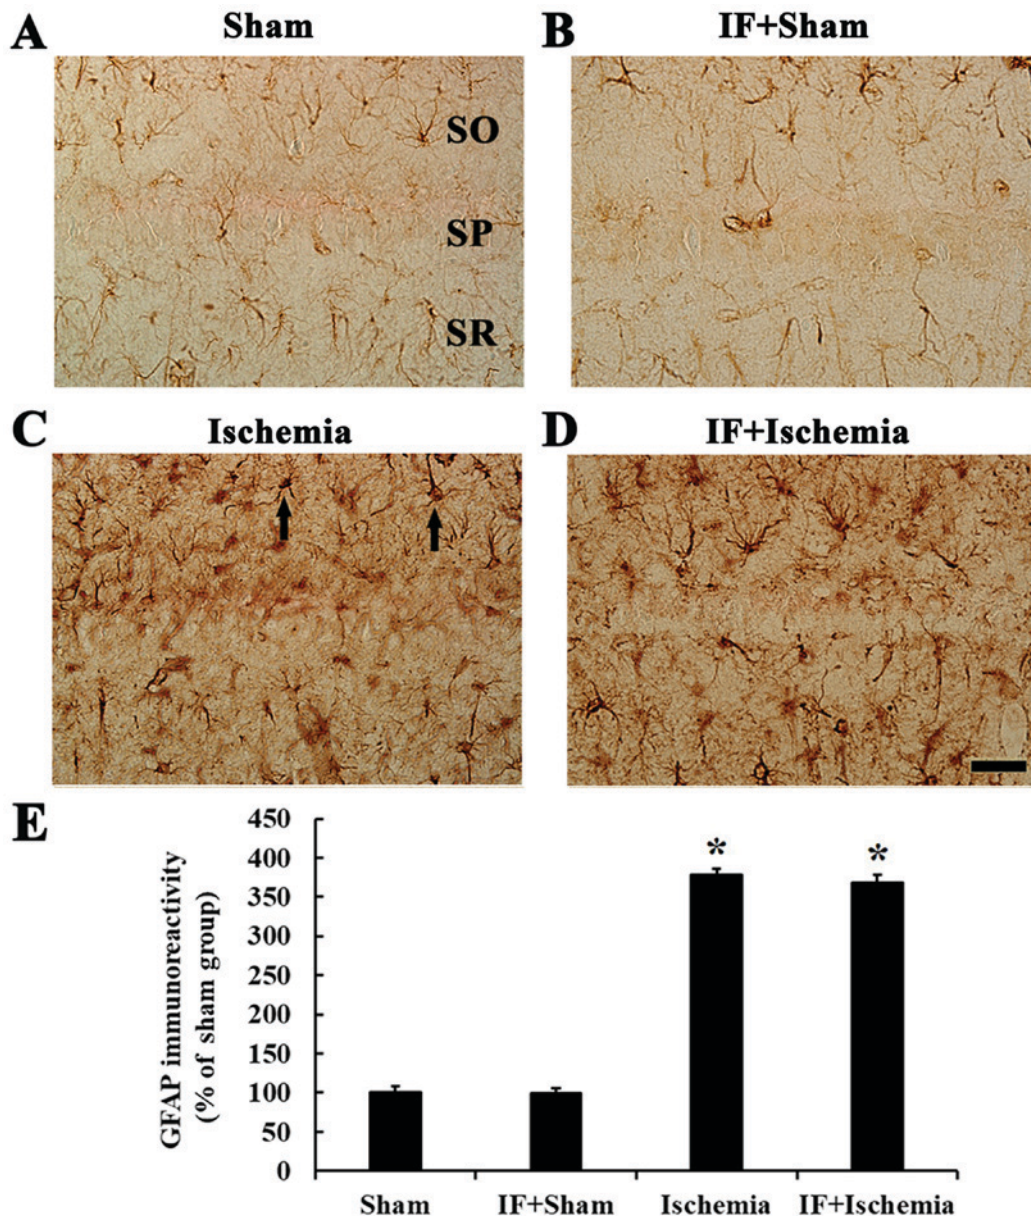 A Sham
B IF+Sham
SO
SP
SR
C Ischemia
D IF+Ischemia
E
GFAP immunoreactivity
(% of sham group)
450
400
350
300
250
200
150
100
50
0
* *
Sham IF+Sham Ischemia IF+Ischemia